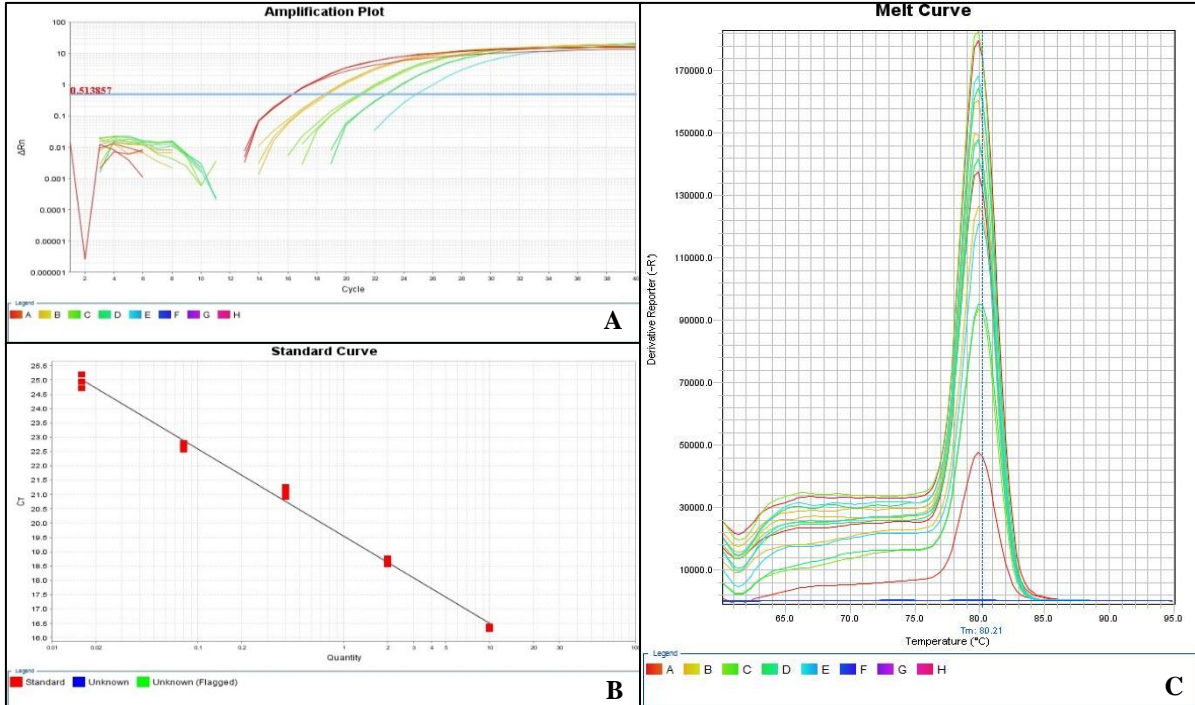 Amplification Plot
100
10
1
0.513857
0.1
0.01
0.001
0.0001
0.00001
0.000001
ΔRn
2 4 6 8 10 12 14 16 18 20 22 24 26 28 30 32 34 36 38 40
Cycle
Legend
A B C D E F G H
A
Standard Curve
25.5
25.0
24.5
24.0
23.5
23.0
22.5
22.0
21.5
21.0
20.5
20.0
19.5
19.0
18.5
18.0
17.5
17.0
16.5
16.0
CT
0.01 0.02 0.1 0.2 1 2 3 4 5 10 20 100
Quantity
Legend
Standard Unknown Unknown (Flagged)
B
Melt Curve
170000.0
150000.0
130000.0
110000.0
90000.0
70000.0
50000.0
30000.0
10000.0
Derivative Reporter (-R')
65.0 70.0 75.0 80.0 85.0 90.0 95.0
Tm: 80.21
Temperature (°C)
Legend
A B C D E F G H
C